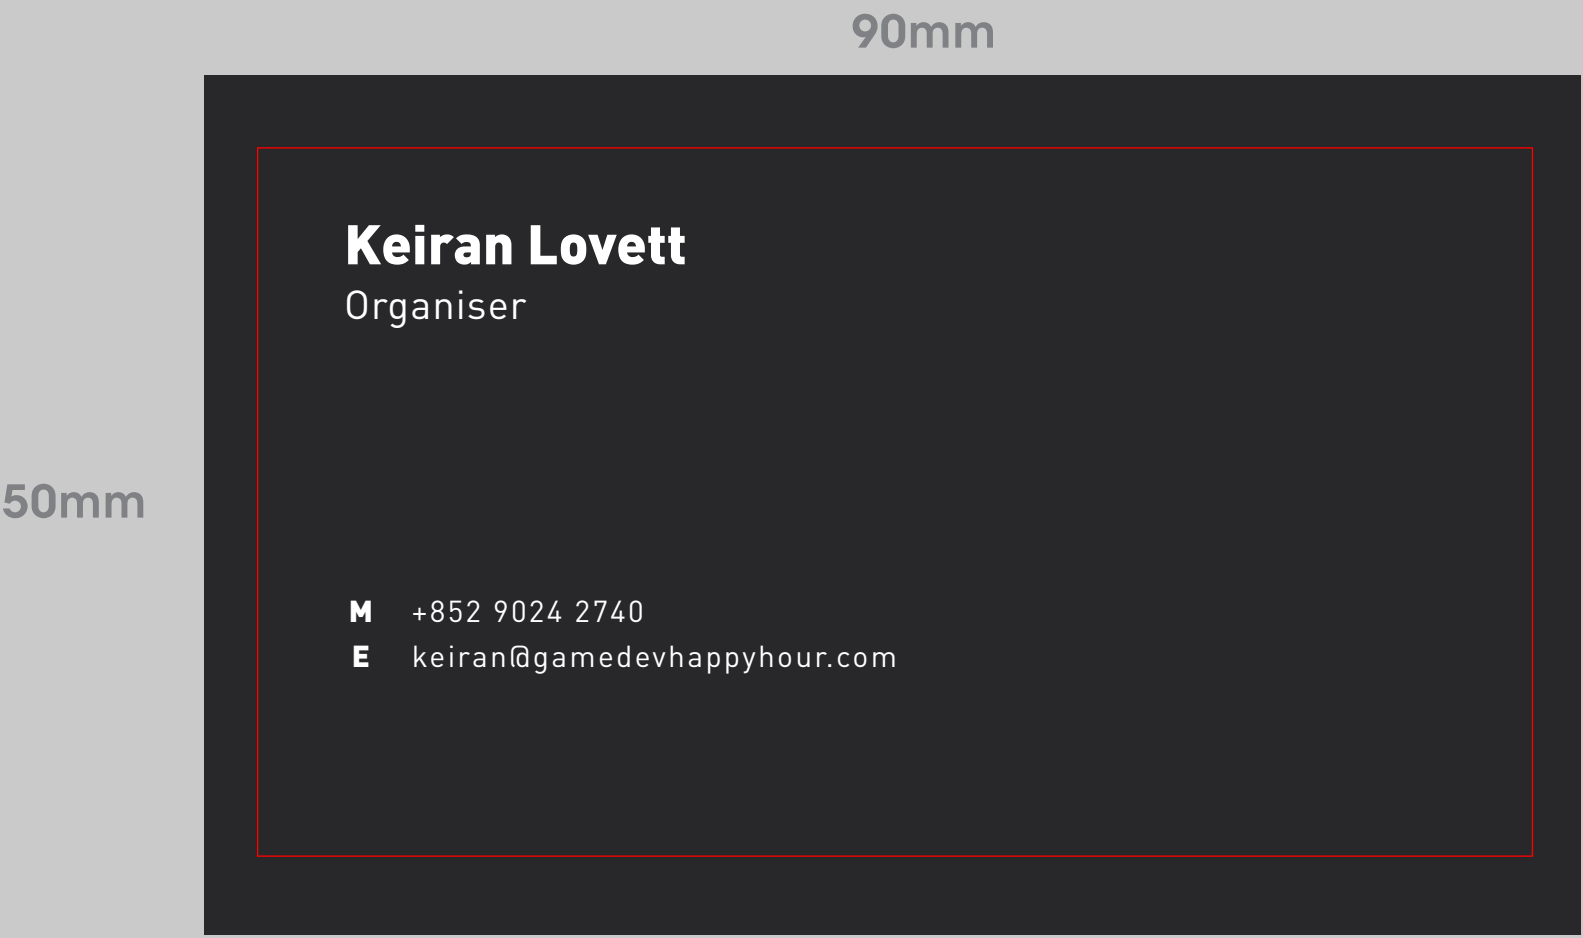 90mm
Keiran Lovett
Organiser
50mm
M +852 9024 2740
E keiran@gamedevhappyhour.com